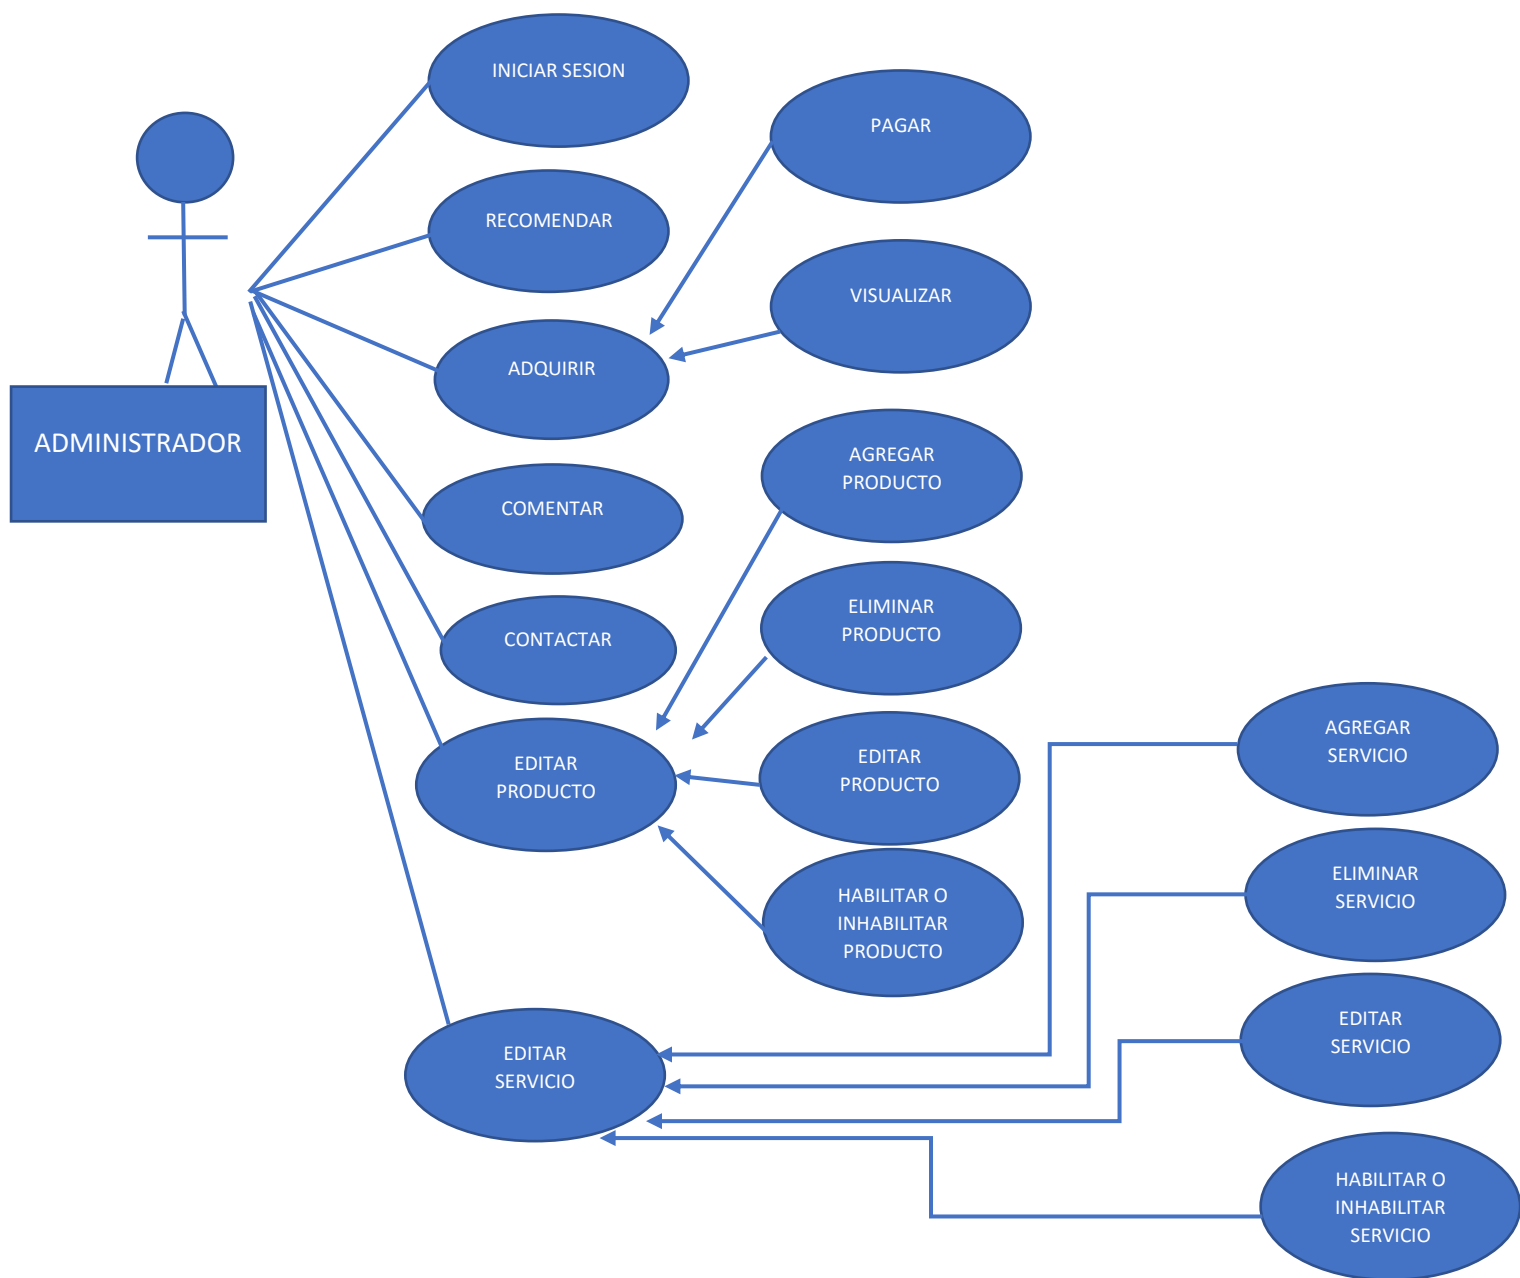 INICIAR SESION
PAGAR
RECOMENDAR
VISUALIZAR
ADQUIRIR
ADMINISTRADOR
AGREGAR
PRODUCTO
COMENTAR
ELIMINAR
PRODUCTO
CONTACTAR
EDITAR
PRODUCTO
EDITAR
PRODUCTO
AGREGAR
SERVICIO
HABILITAR O
INHABILITAR
PRODUCTO
ELIMINAR
SERVICIO
EDITAR
SERVICIO
EDITAR
SERVICIO
HABILITAR O
INHABILITAR
SERVICIO